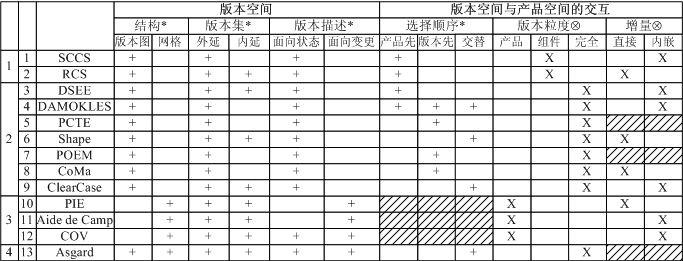 版本空间 版本空间与产品空间的交互
结构* 版本集* 版本描述* 选择顺序* 版本粒度⊗ 增量⊗
版本图 网格 外延 内延 面向状态 面向变更 产品先 版本先 交替 产品 组件 完全 直接 内嵌
1 1 SCCS + + + + X X
2 RCS + + + + + X X
2 3 DSEE + + + + + X X
4 DAMOKLES + + + + + + X X
5 PCTE + + + + X
6 Shape + + + + + X X
7 POEM + + + + X
8 CoMa + + + + X X
9 ClearCase + + + + + X X
3 10 PIE + + + + X X
11 Aide de Camp + + + + X X
12 COV + + + + + X X
4 13 Asgard + + + + + + + X